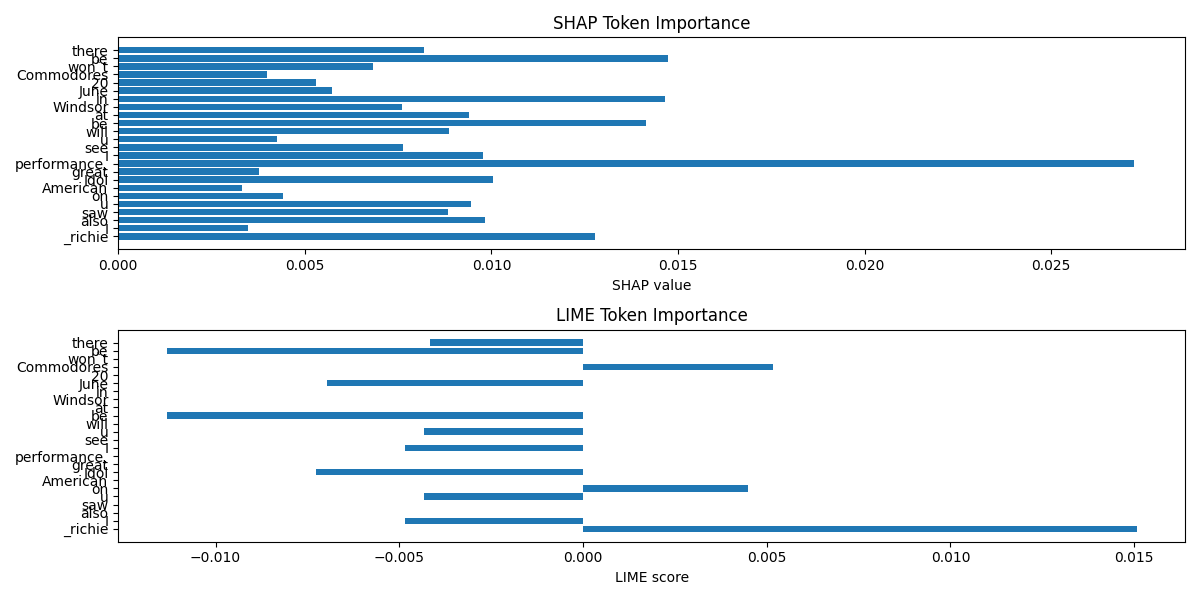 SHAP Token Importance
there
be
won't
Commodores
20
June
in
Windsor
at
be
will
u
see
I
performance.
great
Idol
American
on
u
saw
also
I
_richie
0.000 0.005 0.010 0.015 0.020 0.025
SHAP value
LIME Token Importance
there
be
won't
Commodores
20
June
in
Windsor
at
be
will
u
see
I
performance.
great
Idol
American
on
u
saw
also
I
_richie
−0.010 −0.005 0.000 0.005 0.010 0.015
LIME score